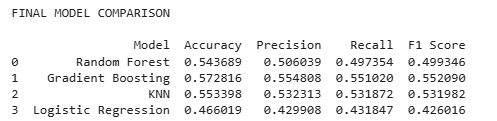 FINAL MODEL COMPARISON
Model Accuracy Precision Recall F1 Score
0 Random Forest 0.543689 0.506039 0.497354 0.499346
1 Gradient Boosting 0.572816 0.554808 0.551020 0.552090
2 KNN 0.553398 0.532313 0.531872 0.531982
3 Logistic Regression 0.466019 0.429908 0.431847 0.426016